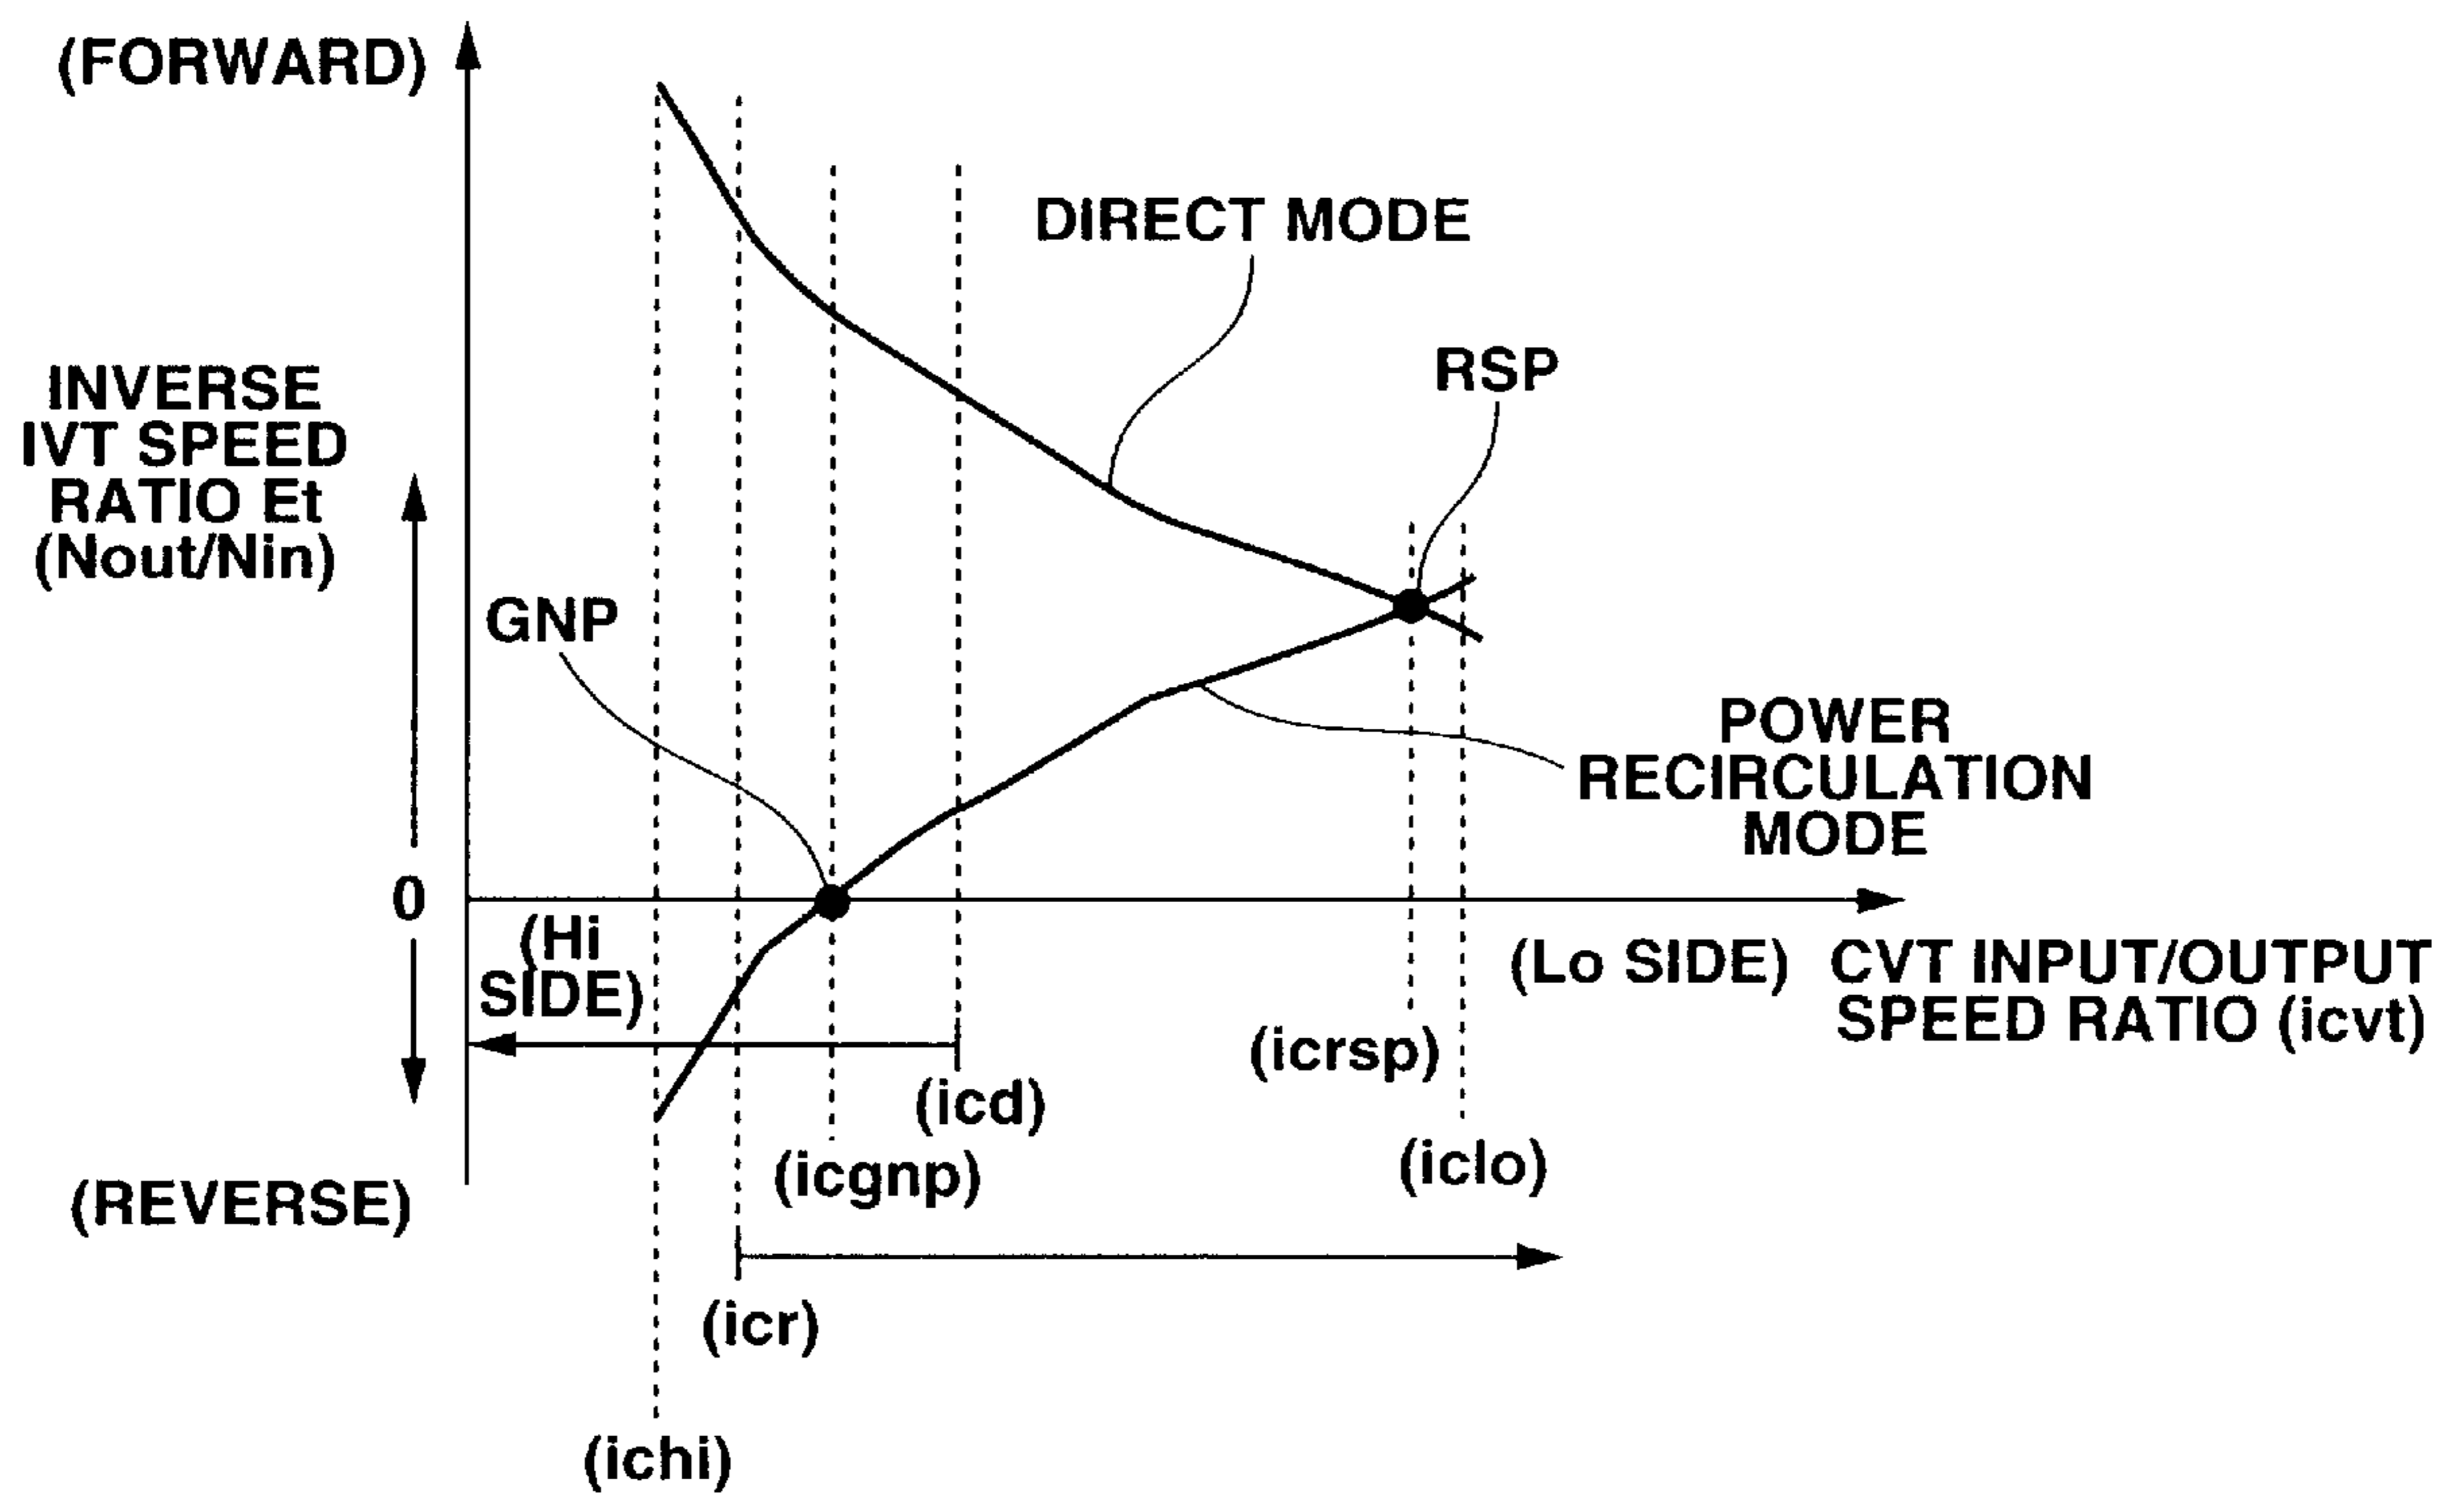 (FORWARD)
DIRECT MODE
RSP
INVERSE
IVT SPEED
RATIO Et
(Nout/Nin)
GNP
POWER
RECIRCULATION
MODE
0
(Hi
SIDE)
(Lo SIDE)
CVT INPUT/OUTPUT
SPEED RATIO (icvt)
(icrsp)
(icd)
(icgnp)
(iclo)
(REVERSE)
(icr)
(ichi)